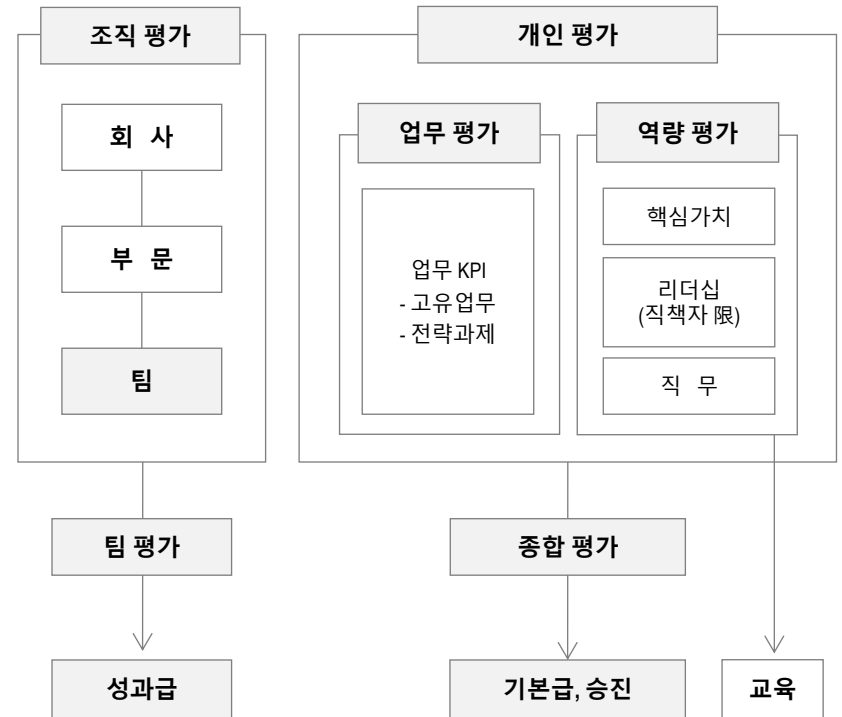 조직 평가
회 사
부 문
팀
팀 평가
성과급
개인 평가
업무 평가
업무 KPI
- 고유업무
- 전략과제
역량 평가
핵심가치
리더십
(직책자 限)
직 무
종합 평가
기본급, 승진
교육